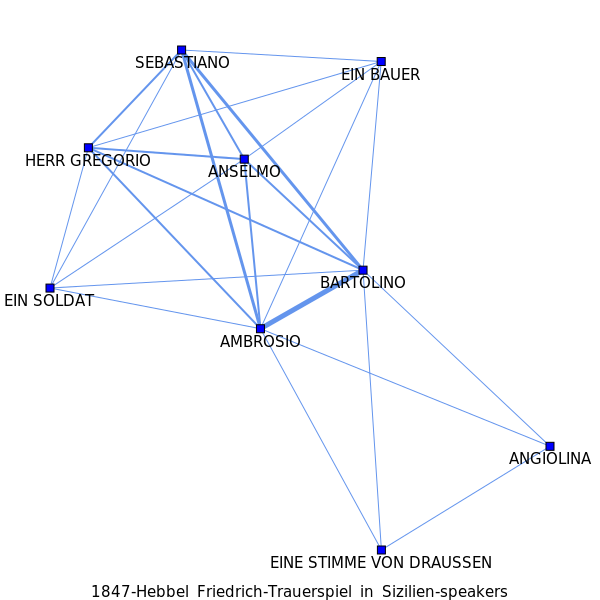 SEBASTIANO
EIN BAUER
HERR GREGORIO
ANSELMO
BARTOLINO
EIN SOLDAT
AMBROSIO
ANGIOLINA
EINE STIMME VON DRAUSSEN
1847-Hebbel Friedrich-Trauerspiel in Sizilien-speakers